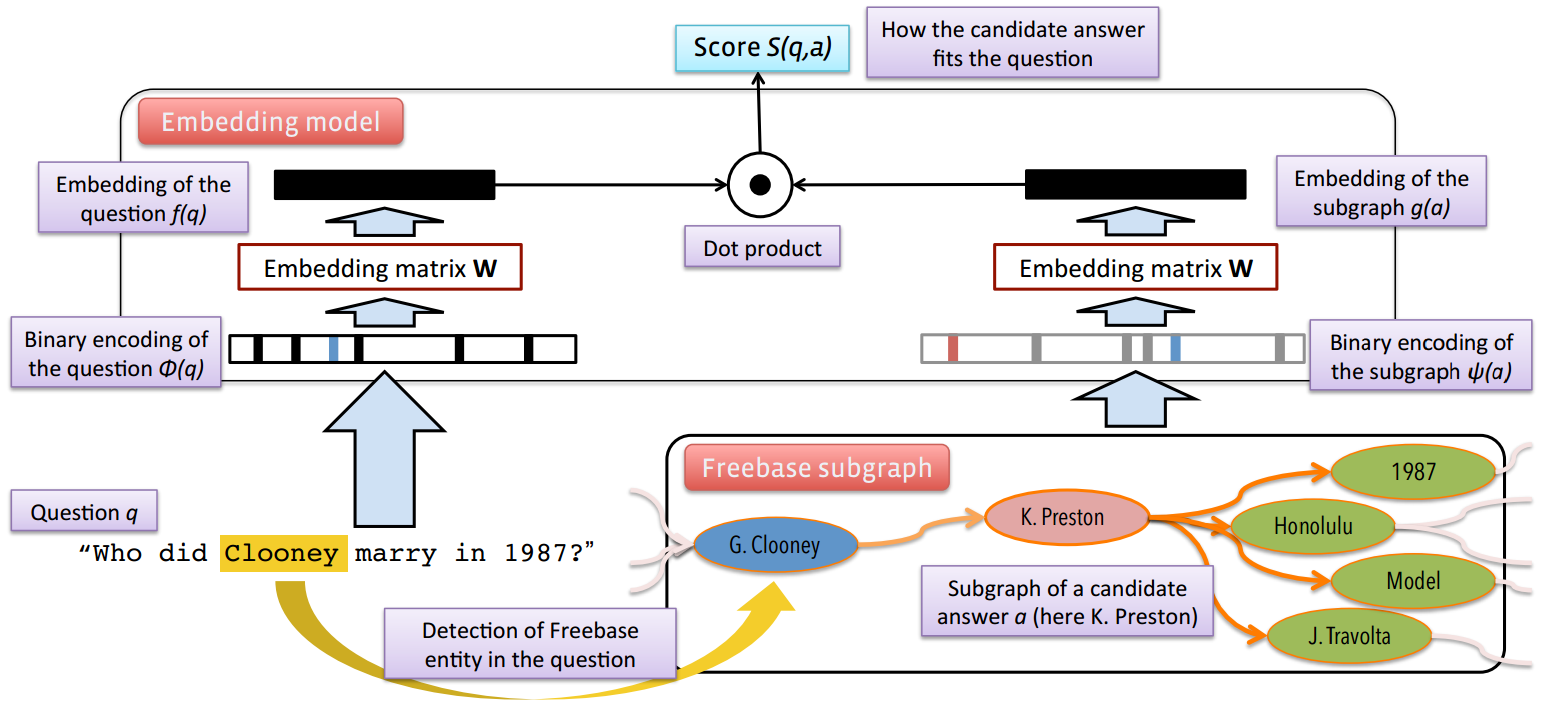 Score S(q,a)
How the candidate answer
fits the question
Embedding model
Embedding of the
question f(q)
Embedding of the
subgraph g(a)
Dot product
Embedding matrix W
Embedding matrix W
Binary encoding of
the question Φ(q)
Binary encoding of
the subgraph ψ(a)
Freebase subgraph
Question q
“Who did Clooney marry in 1987?”
G. Clooney
K. Preston
1987
Honolulu
Model
J. Travolta
Subgraph of a candidate
answer a (here K. Preston)
Detection of Freebase
entity in the question